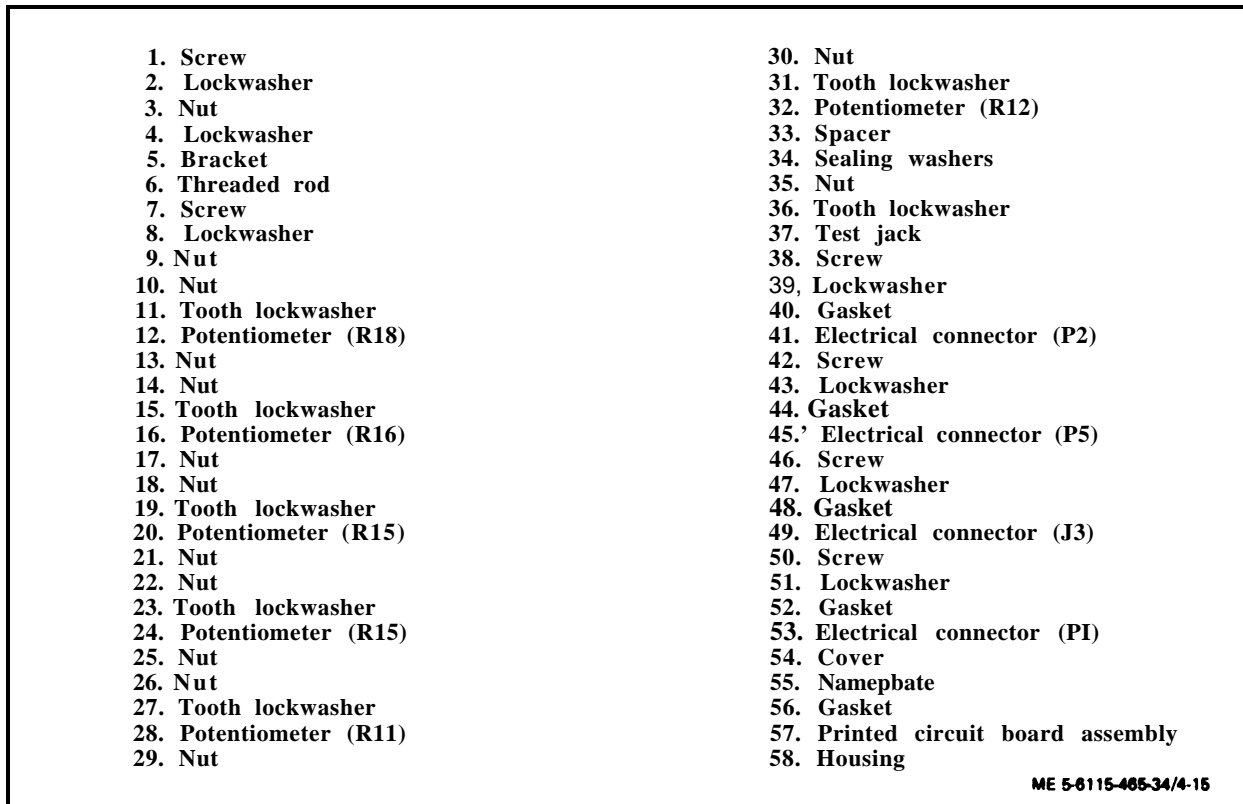 1. Screw
2. Lockwasher
3. Nut
4. Lockwasher
5. Bracket
6. Threaded rod
7. Screw
8. Lockwasher
9. Nut
10. Nut
11. Tooth lockwasher
12. Potentiometer (R18)
13. Nut
14. Nut
15. Tooth lockwasher
16. Potentiometer (R16)
17. Nut
18. Nut
19. Tooth lockwasher
20. Potentiometer (R15)
21. Nut
22. Nut
23. Tooth lockwasher
24. Potentiometer (R15)
25. Nut
26. Nut
27. Tooth lockwasher
28. Potentiometer (R11)
29. Nut
30. Nut
31. Tooth lockwasher
32. Potentiometer (R12)
33. Spacer
34. Sealing washers
35. Nut
36. Tooth lockwasher
37. Test jack
38. Screw
39, Lockwasher
40. Gasket
41. Electrical connector (P2)
42. Screw
43. Lockwasher
44. Gasket
45.’ Electrical connector (P5)
46. Screw
47. Lockwasher
48. Gasket
49. Electrical connector (J3)
50. Screw
51. Lockwasher
52. Gasket
53. Electrical connector (PI)
54. Cover
55. Namepbate
56. Gasket
57. Printed circuit board assembly
58. Housing
ME 5-6115-465-34/4-15